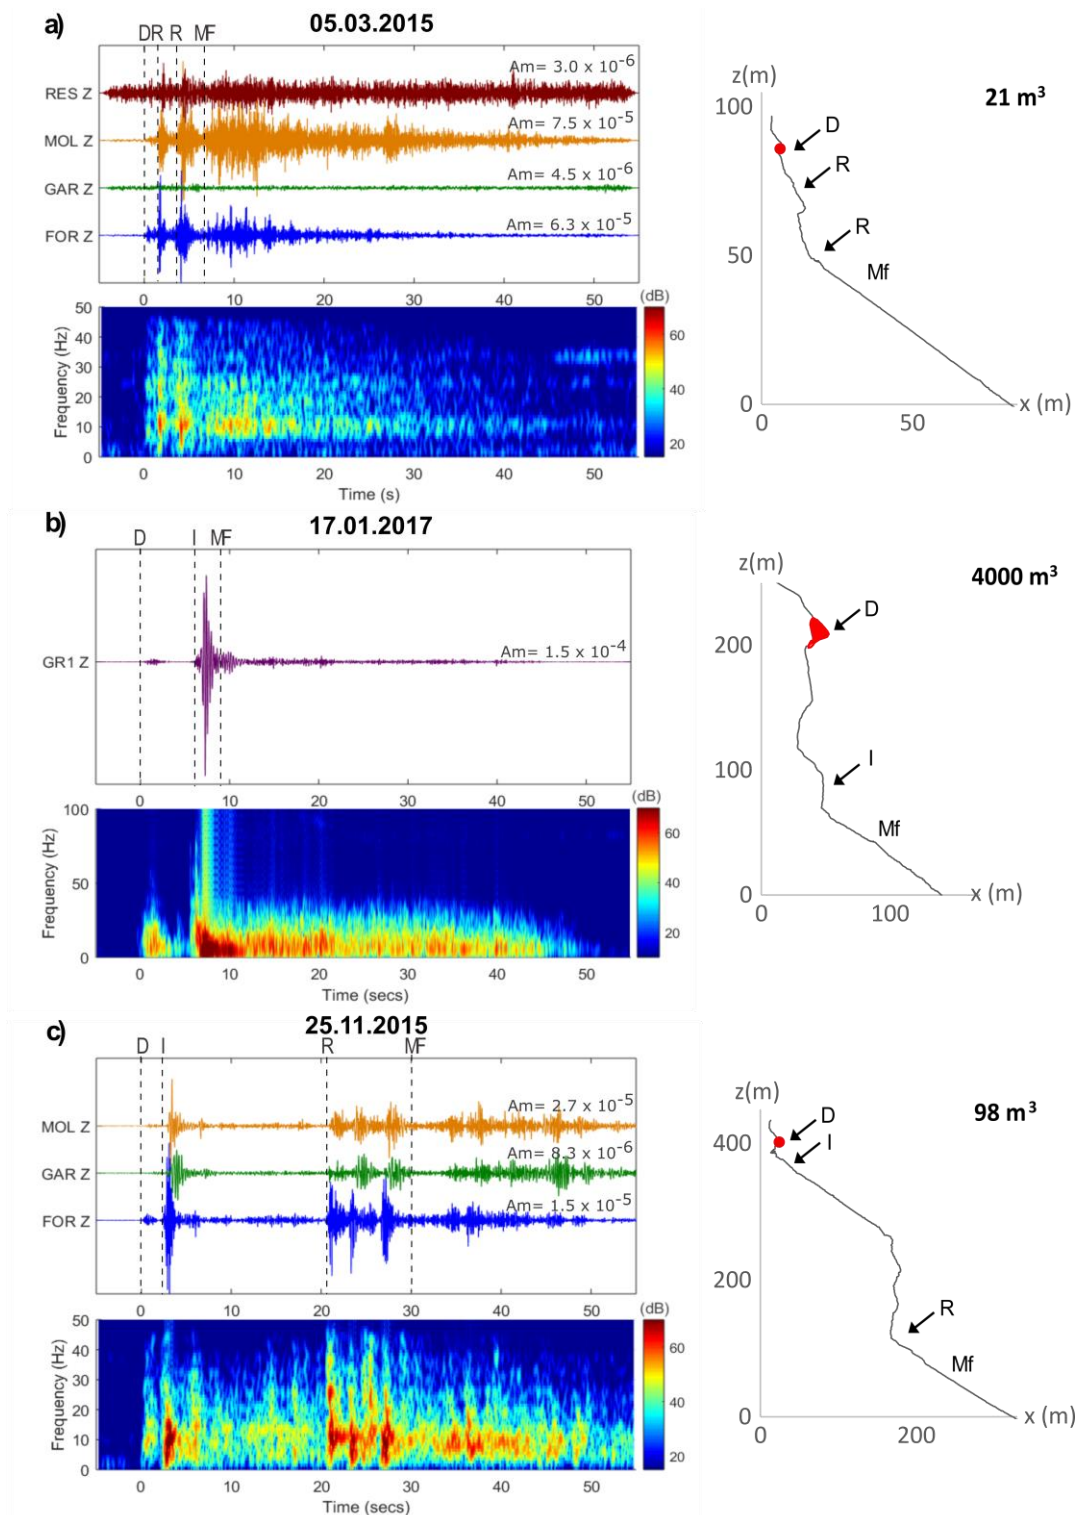 a)
05.03.2015
D R R MF
RES Z
Am= 3.0 x 10-6
MOL Z
Am= 7.5 x 10-5
GAR Z
Am= 4.5 x 10-6
FOR Z
Am= 6.3 x 10-5
0 10 20 30 40 50
(dB)
50
40
30
20
10
0
Frequency (Hz)
60
40
20
0 10 20 30 40 50
Time (s)
z(m)
21 m3
100
D
R
R
50
Mf
0
x (m)
0 50
b)
17.01.2017
D I MF
GR1 Z
Am= 1.5 x 10-4
0 10 20 30 40 50
(dB)
100
50
0
Frequency (Hz)
60
40
20
0 10 20 30 40 50
Time (secs)
z(m)
4000 m3
D
200
I
100
Mf
0
x (m)
0 100
c)
25.11.2015
D I R MF
MOL Z
Am= 2.7 x 10-5
GAR Z
Am= 8.3 x 10-6
FOR Z
Am= 1.5 x 10-5
0 10 20 30 40 50
(dB)
50
40
30
20
10
0
Frequency (Hz)
60
40
20
0 10 20 30 40 50
Time (secs)
z(m)
98 m3
D
400
I
200
R
Mf
0
x (m)
0 200